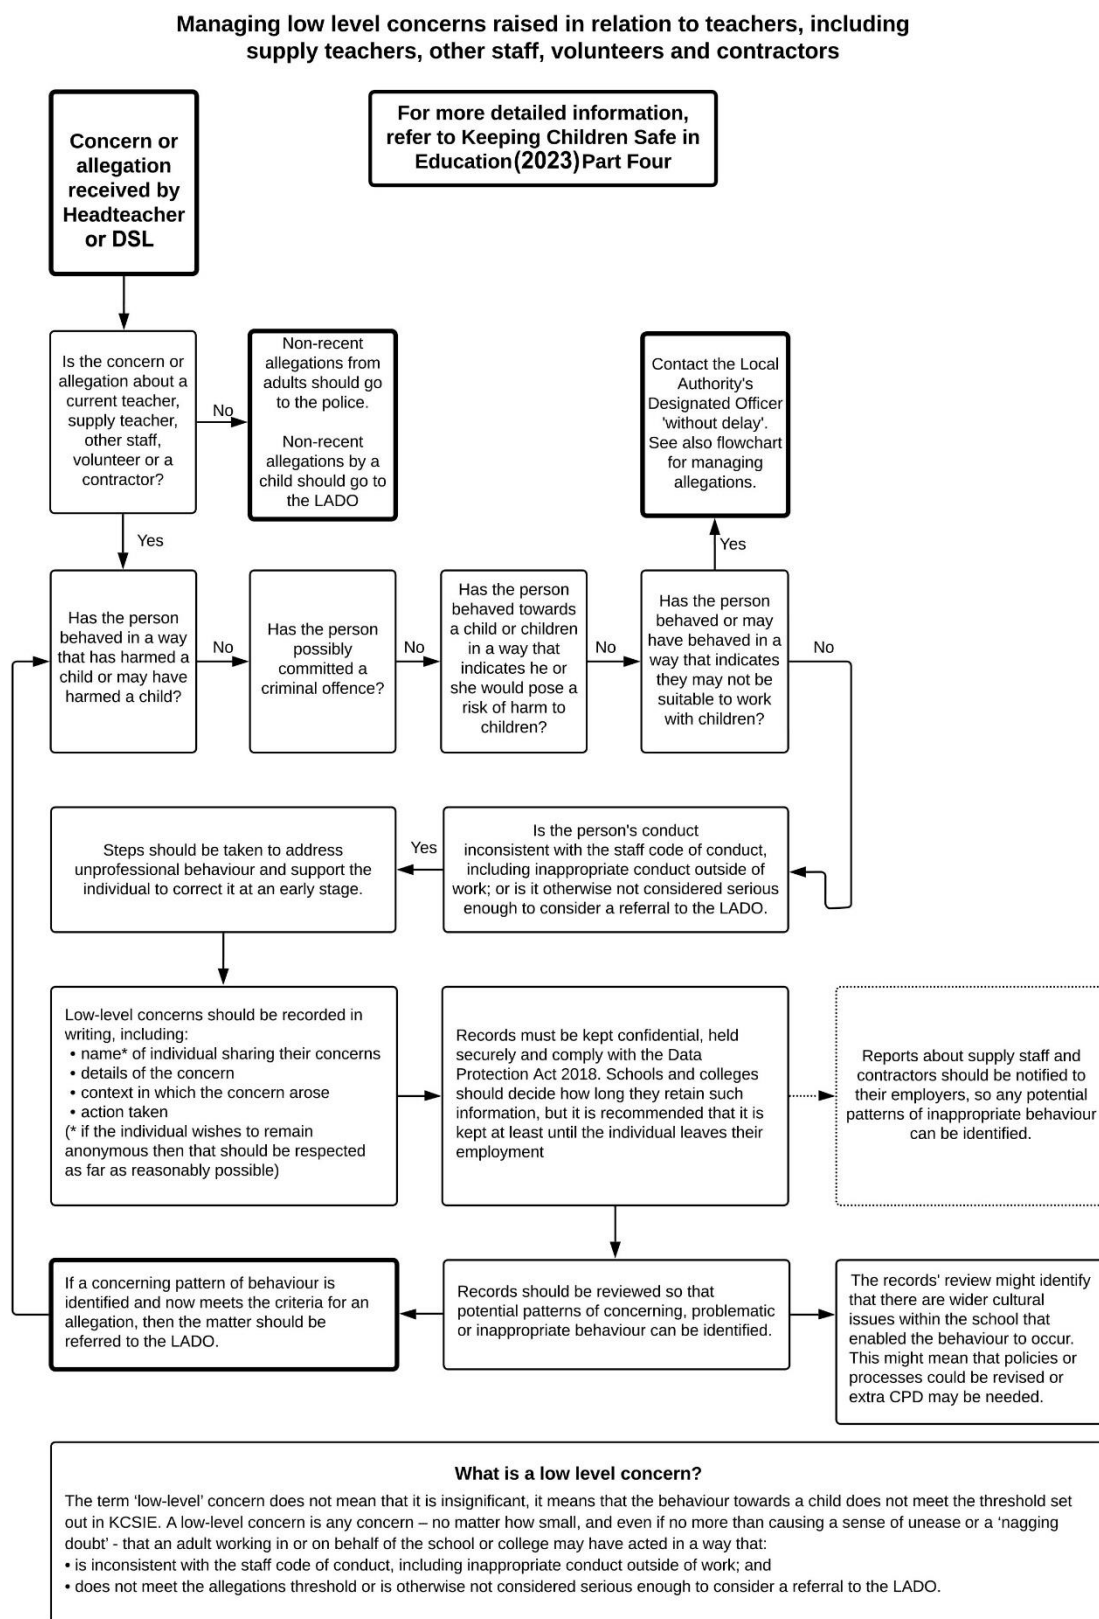 Managing low level concerns raised in relation to teachers, including
supply teachers, other staff, volunteers and contractors
Concern or
allegation
received by
Headteacher
or DSL
For more detailed information,
refer to Keeping Children Safe in
Education(2023)Part Four
Is the concern or
allegation about a
current teacher,
supply teacher,
other staff,
volunteer or a
contractor?
No
Non-recent
allegations from
adults should go
to the police.
Non-recent
allegations by a
child should go to
the LADO
Contact the Local
Authority's
Designated Officer
'without delay'.
See also flowchart
for managing
allegations.
Yes
Yes
Has the person
behaved in a way
that has harmed a
child or may have
harmed a child?
No
Has the person
possibly
committed a
criminal offence?
No
Has the person
behaved towards
a child or children
in a way that
indicates he or
she would pose a
risk of harm to
children?
No
Has the person
behaved or may
have behaved in a
way that indicates
they may not be
suitable to work
with children?
No
Is the person's conduct
inconsistent with the staff code of conduct,
including inappropriate conduct outside of
work; or is it otherwise not considered serious
enough to consider a referral to the LADO.
Yes
Steps should be taken to address
unprofessional behaviour and support the
individual to correct it at an early stage.
Low-level concerns should be recorded in
writing, including:
• name* of individual sharing their concerns
• details of the concern
• context in which the concern arose
• action taken
(* if the individual wishes to remain
anonymous then that should be respected
as far as reasonably possible)
Records must be kept confidential, held
securely and comply with the Data
Protection Act 2018. Schools and colleges
should decide how long they retain such
information, but it is recommended that it is
kept at least until the individual leaves their
employment
Reports about supply staff and
contractors should be notified to
their employers, so any potential
patterns of inappropriate behaviour
can be identified.
If a concerning pattern of behaviour is
identified and now meets the criteria for an
allegation, then the matter should be
referred to the LADO.
Records should be reviewed so that
potential patterns of concerning, problematic
or inappropriate behaviour can be identified.
The records' review might identify
that there are wider cultural
issues within the school that
enabled the behaviour to occur.
This might mean that policies or
processes could be revised or
extra CPD may be needed.
What is a low level concern?
The term ‘low-level’ concern does not mean that it is insignificant, it means that the behaviour towards a child does not meet the threshold set
out in KCSIE. A low-level concern is any concern – no matter how small, and even if no more than causing a sense of unease or a ‘nagging
doubt’ - that an adult working in or on behalf of the school or college may have acted in a way that:
• is inconsistent with the staff code of conduct, including inappropriate conduct outside of work; and
• does not meet the allegations threshold or is otherwise not considered serious enough to consider a referral to the LADO.